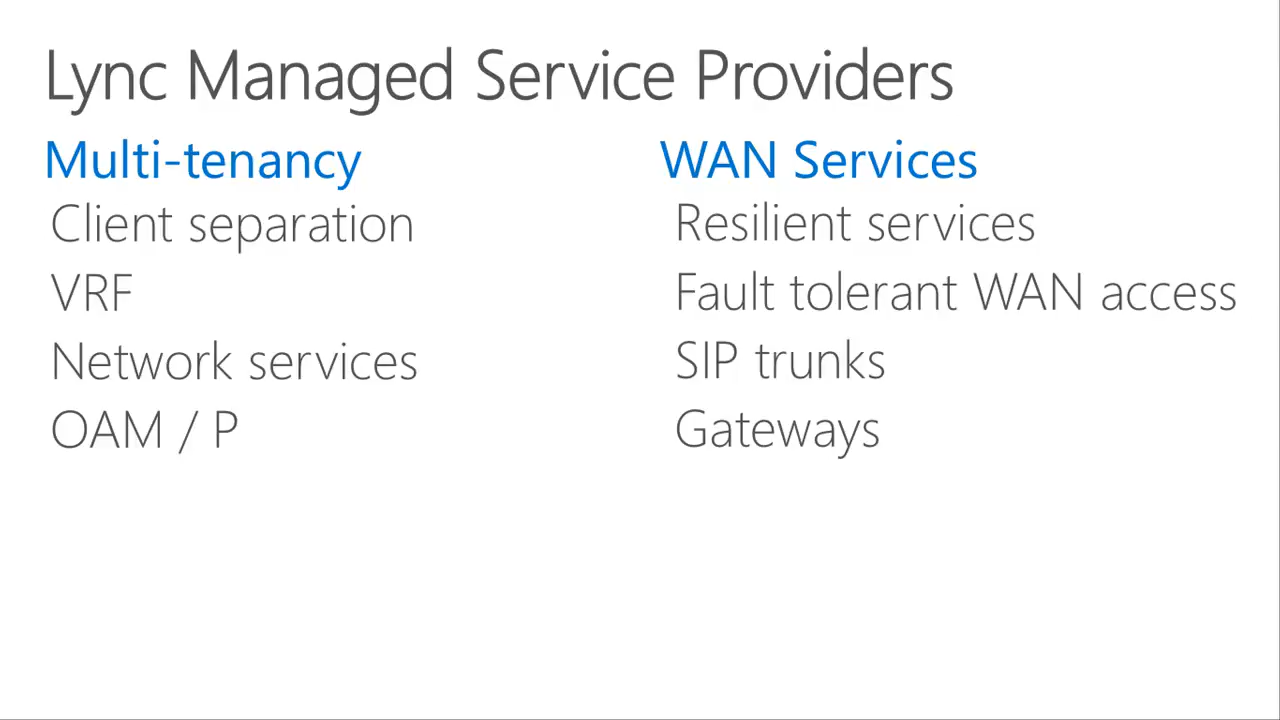 Lync Managed Service Providers
Multi-tenancy
Client separation
VRF
Network services
OAM / P
WAN Services
Resilient services
Fault tolerant WAN access
SIP trunks
Gateways